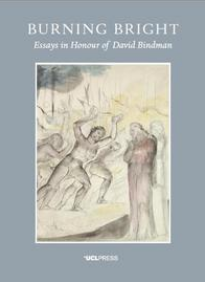 BURNING BRIGHT
Essays in Honour of David Bindman
UCLPRESS